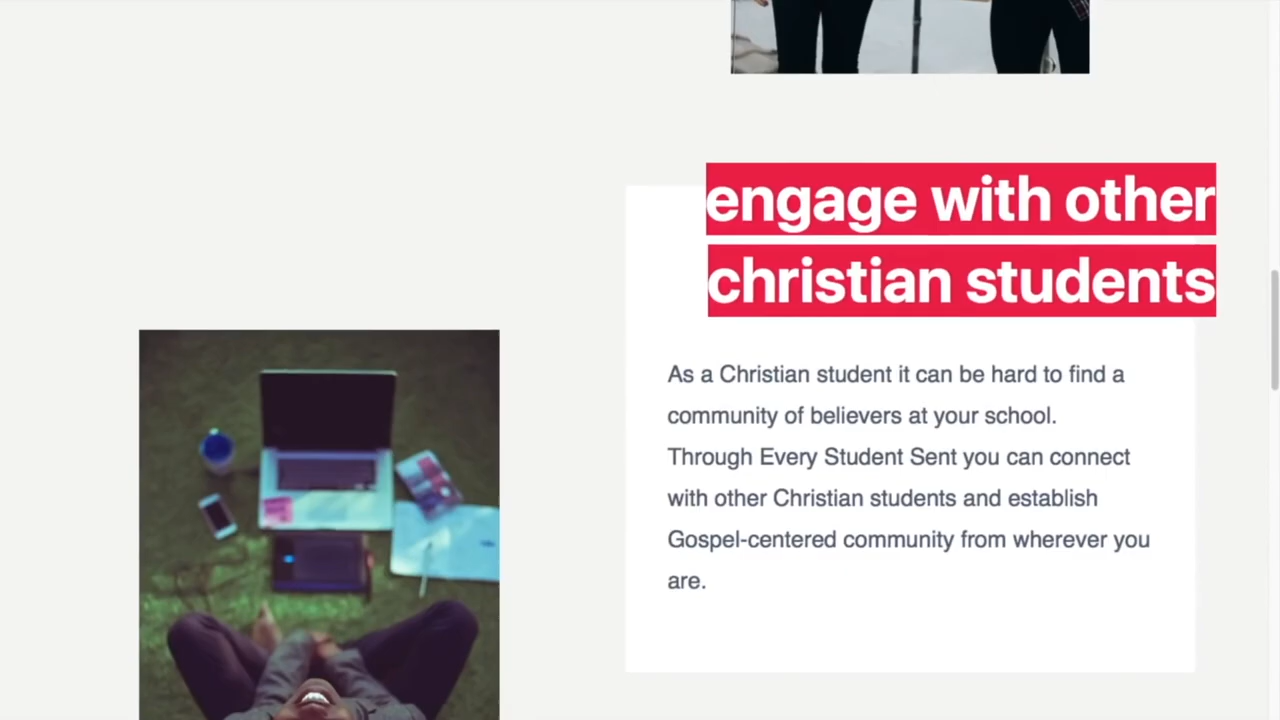 engage with other
christian students
As a Christian student it can be hard to find a
community of believers at your school.
Through Every Student Sent you can connect
with other Christian students and establish
Gospel-centered community from wherever you
are.